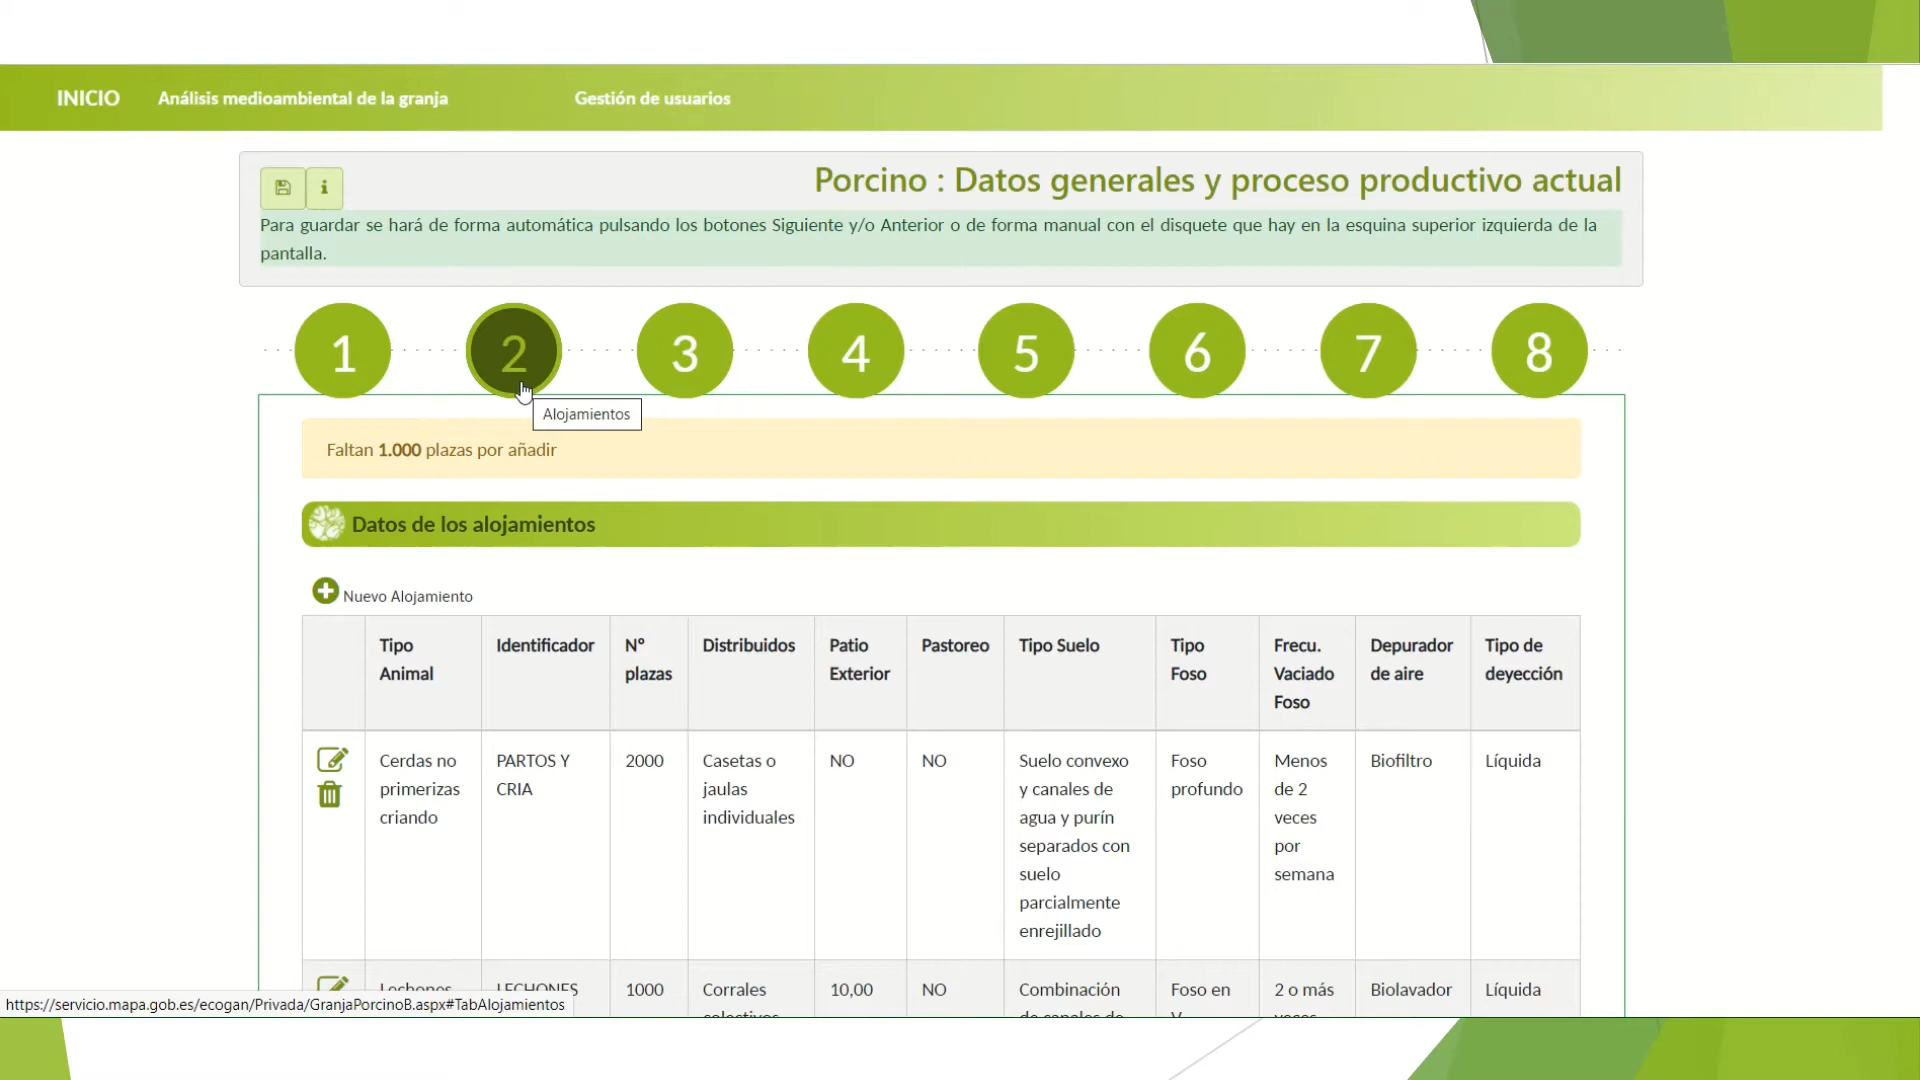 INICIO
Análisis medioambiental de la granja
Gestión de usuarios
Porcino : Datos generales y proceso productivo actual
Para guardar se hará de forma automática pulsando los botones Siguiente y/o Anterior o de forma manual con el disquete que hay en la esquina superior izquierda de la
pantalla.
1
2
3
4
5
6
7
8
Alojamientos
Faltan 1.000 plazas por añadir
Datos de los alojamientos
Nuevo Alojamiento
Tipo
Animal
Identificador
Nº
plazas
Distribuidos
Patio
Exterior
Pastoreo
Tipo Suelo
Tipo
Foso
Frecu.
Vaciado
Foso
Depurador
de aire
Tipo de
deyección
Cerdas no
primerizas
criando
PARTOS Y
CRIA
2000
Casetas o
jaulas
individuales
NO
NO
Suelo convexo
y canales de
agua y purín
separados con
suelo
parcialmente
enrejillado
Foso
profundo
Menos
de 2
veces
por
semana
Biofiltro
Líquida
Lechones
LECHONES
1000
Corrales
colectivos
10,00
NO
Combinación
de canales de
Foso en
V
2 o más
veces
Biolavador
Líquida
https://servicio.mapa.gob.es/ecogan/Privada/GranjaPorcinoB.aspx#TabAlojamientos